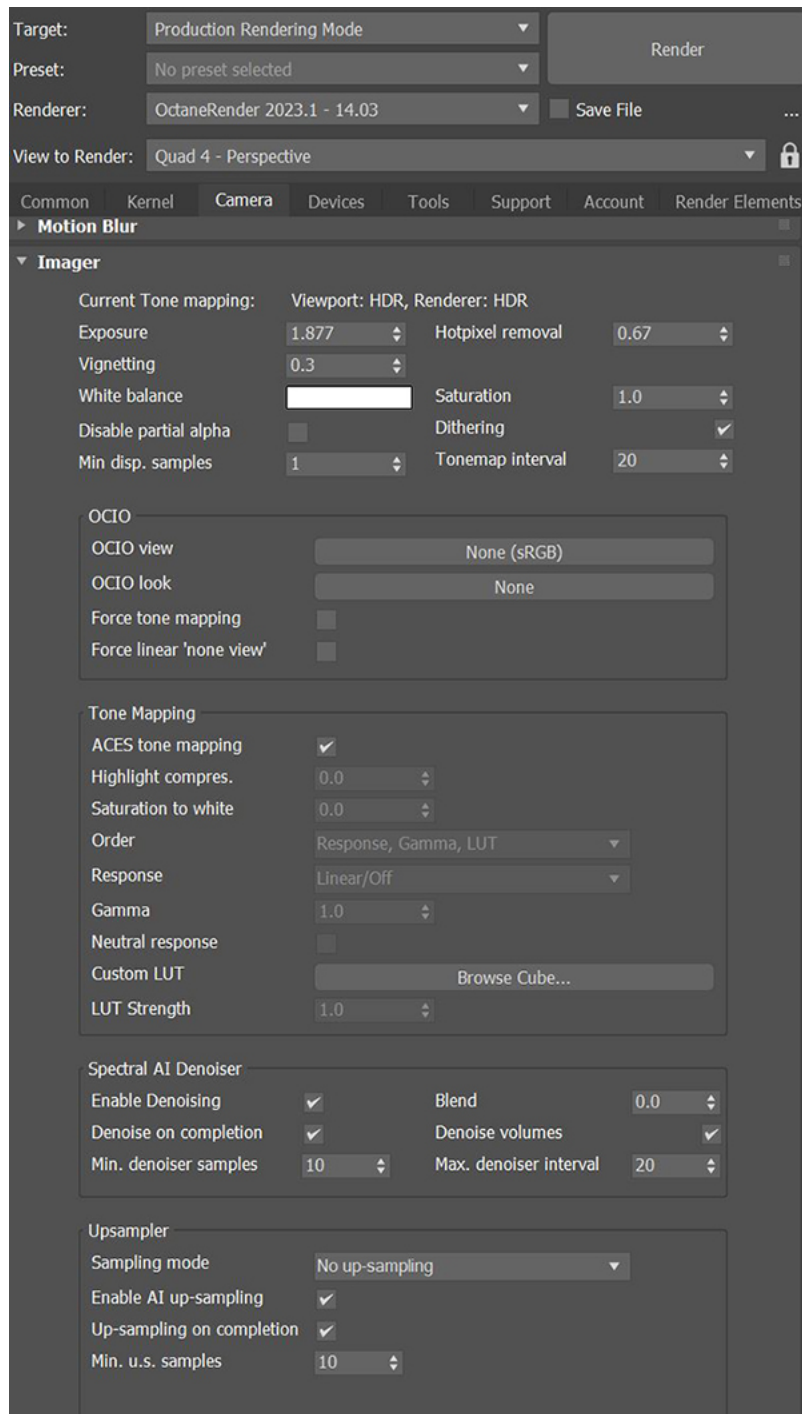 Target: Production Rendering Mode
Render
Preset: No preset selected
Renderer: OctaneRender 2023.1 - 14.03 Save File ...
View to Render: Quad 4 - Perspective
Common Kernel Camera Devices Tools Support Account Render Elements
Motion Blur
Imager
Current Tone mapping: Viewport: HDR, Renderer: HDR
Exposure 1.877 Hotpixel removal 0.67
Vignetting 0.3
White balance Saturation 1.0
Disable partial alpha Dithering
Min disp. samples 1 Tonemap interval 20
OCIO
OCIO view None (sRGB)
OCIO look None
Force tone mapping
Force linear 'none view'
Tone Mapping
ACES tone mapping
Highlight compres. 0.0
Saturation to white 0.0
Order Response, Gamma, LUT
Response Linear/Off
Gamma 1.0
Neutral response
Custom LUT Browse Cube...
LUT Strength 1.0
Spectral AI Denoiser
Enable Denoising Blend 0.0
Denoise on completion Denoise volumes
Min. denoiser samples 10 Max. denoiser interval 20
Upsampler
Sampling mode No up-sampling
Enable AI up-sampling
Up-sampling on completion
Min. u.s. samples 10